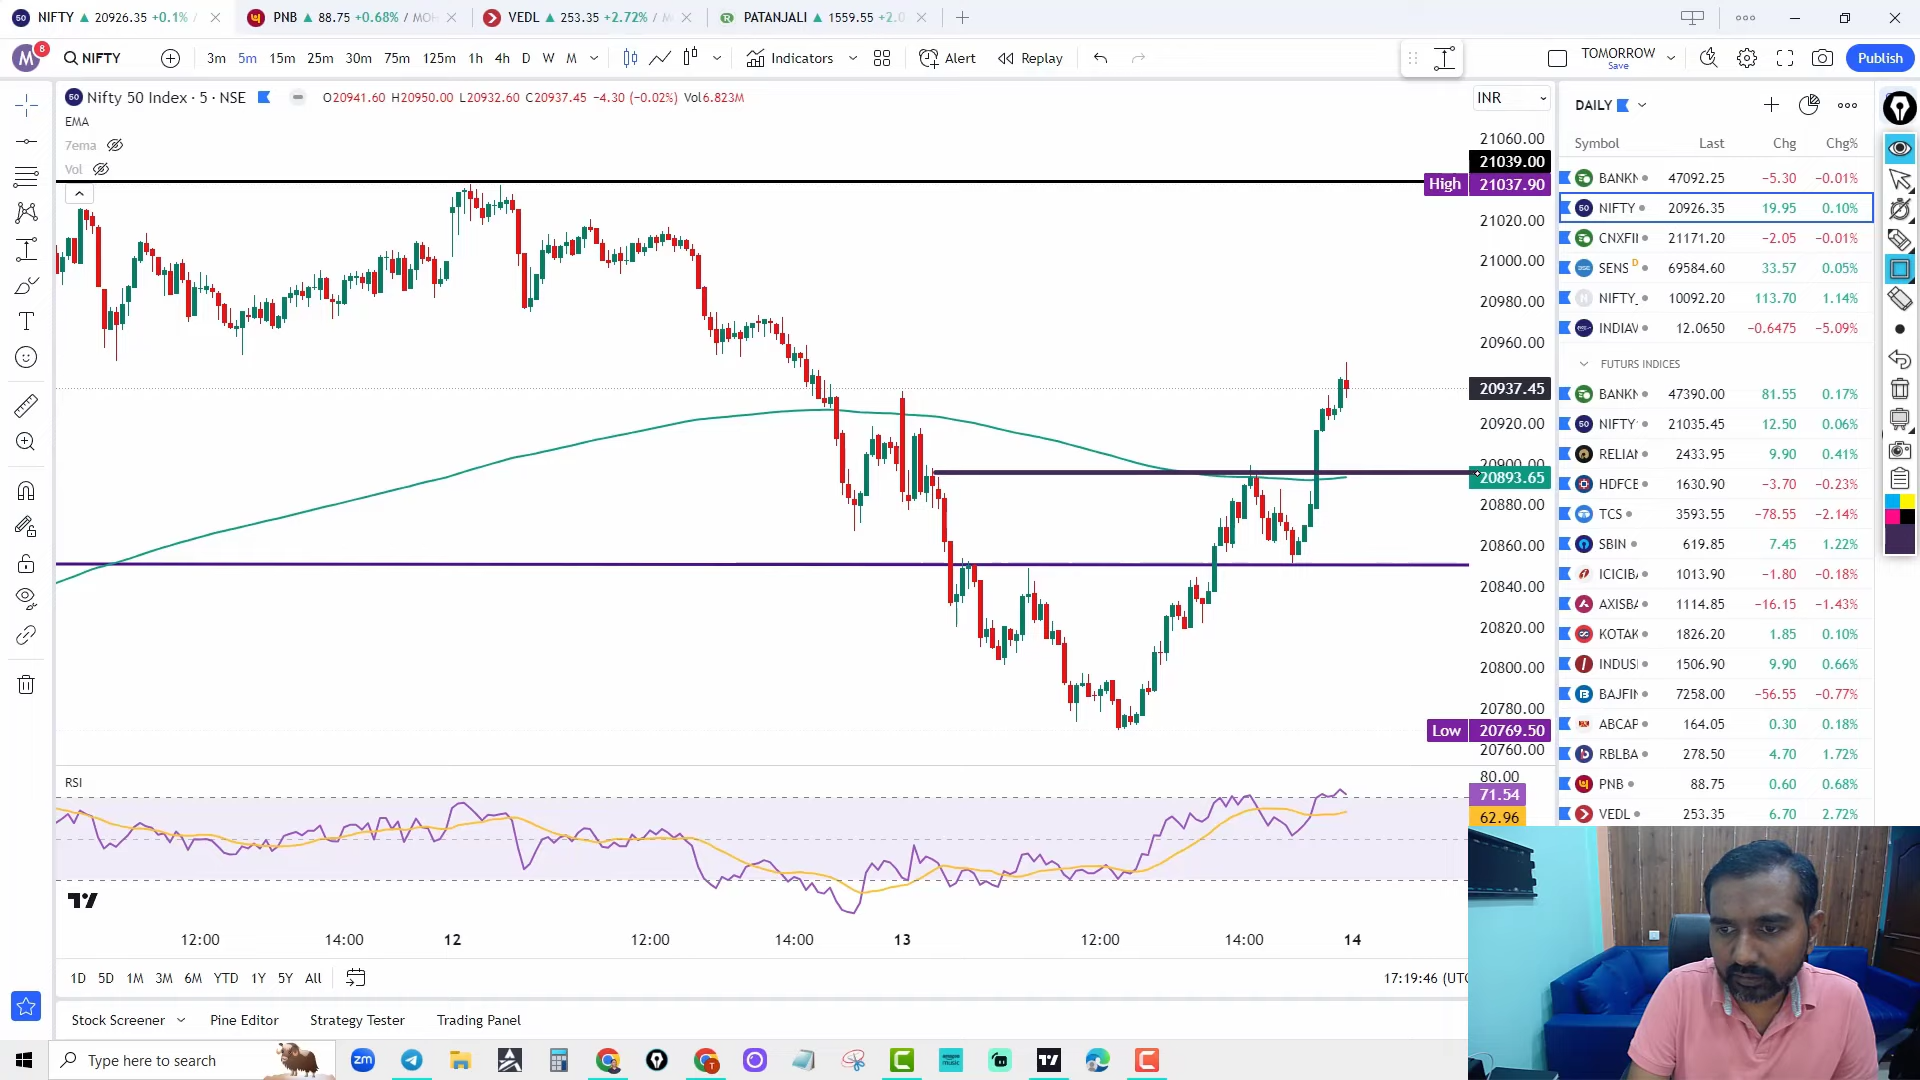 NIFTY ▲ 20926.35 +0.1% /
PNB ▲ 88.75 +0.68% / MOH
VEDL ▲ 253.35 +2.72% / M
PATANJALI ▲ 1559.55 +2.0
M 8 NIFTY 3m 5m 15m 25m 30m 75m 125m 1h 4h D W M Indicators Alert Replay TOMORROW Save Publish
Nifty 50 Index · 5 · NSE O20941.60 H20950.00 L20932.60 C20937.45 −4.30 (−0.02%) Vol6.823M INR
EMA
7ema
Vol
21060.00
21039.00
High 21037.90
21020.00
21000.00
20980.00
20960.00
20937.45
20920.00
20900.00
20893.65
20880.00
20860.00
20840.00
20820.00
20800.00
20780.00
Low 20769.50
20760.00
RSI
80.00
71.54
62.96
12:00 14:00 12 12:00 14:00 13 12:00 14:00 14
1D 5D 1M 3M 6M YTD 1Y 5Y All 17:19:46 (UTC
Stock Screener Pine Editor Strategy Tester Trading Panel
DAILY
Symbol Last Chg Chg%
BANKN 47092.25 −5.30 −0.01%
NIFTY 20926.35 19.95 0.10%
CNXFII 21171.20 −2.05 −0.01%
SENS D 69584.60 33.57 0.05%
NIFTY_ 10092.20 113.70 1.14%
INDIAV 12.0650 −0.6475 −5.09%
FUTURS INDICES
BANKN 47390.00 81.55 0.17%
NIFTY 21035.45 12.50 0.06%
RELIAN 2433.95 9.90 0.41%
HDFCB 1630.90 −3.70 −0.23%
TCS 3593.55 −78.55 −2.14%
SBIN 619.85 7.45 1.22%
ICICIB 1013.90 −1.80 −0.18%
AXISBA 1114.85 −16.15 −1.43%
KOTAK 1826.20 1.85 0.10%
INDUSI 1506.90 9.90 0.66%
BAJFIN 7258.00 −56.55 −0.77%
ABCAP 164.05 0.30 0.18%
RBLBA 278.50 4.70 1.72%
PNB 88.75 0.60 0.68%
VEDL 253.35 6.70 2.72%
Type here to search
zm